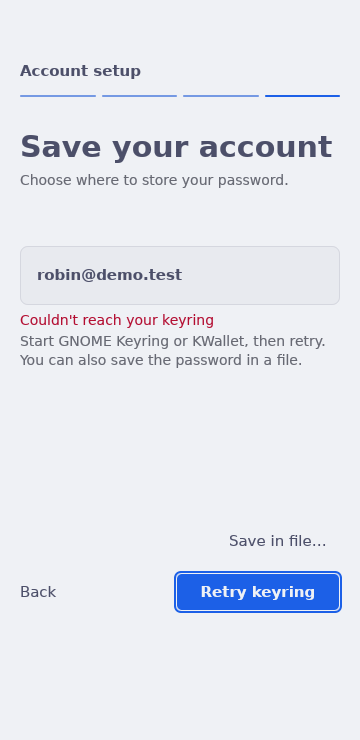 Account setup
Save your account
Choose where to store your password.
robin@demo.test
Couldn't reach your keyring
Start GNOME Keyring or KWallet, then retry.
You can also save the password in a file.
Save in file…
Back
Retry keyring